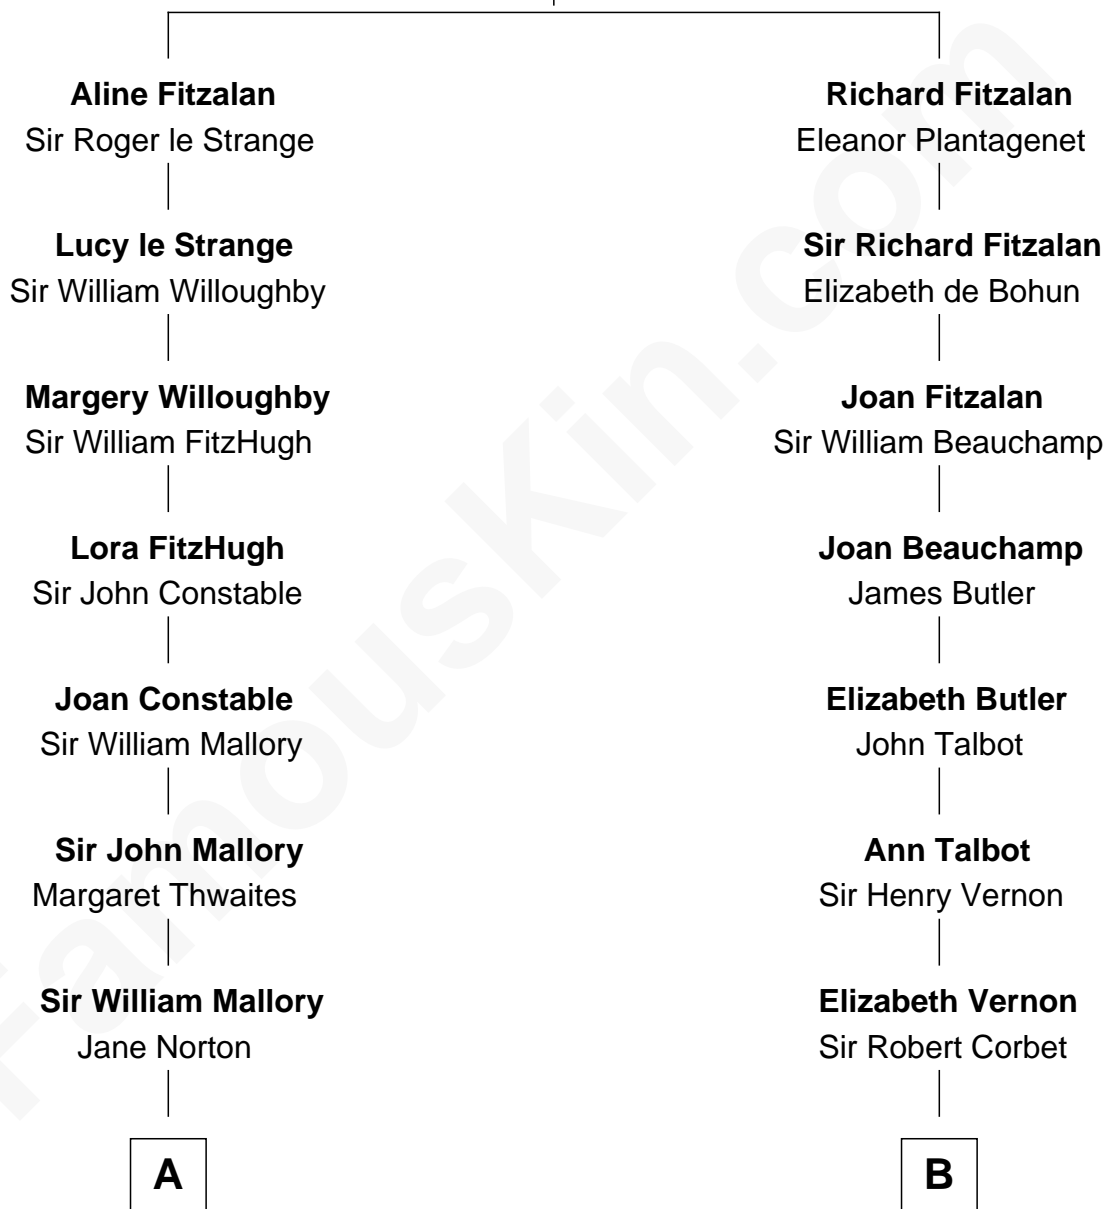 Aline Fitzalan
Sir Roger le Strange
Lucy le Strange
Sir William Willoughby
Margery Willoughby
Sir William FitzHugh
Lora FitzHugh
Sir John Constable
Joan Constable
Sir William Mallory
Sir John Mallory
Margaret Thwaites
Sir William Mallory
Jane Norton
A
Richard Fitzalan
Eleanor Plantagenet
Sir Richard Fitzalan
Elizabeth de Bohun
Joan Fitzalan
Sir William Beauchamp
Joan Beauchamp
James Butler
Elizabeth Butler
John Talbot
Ann Talbot
Sir Henry Vernon
Elizabeth Vernon
Sir Robert Corbet
B
FamousKin.com